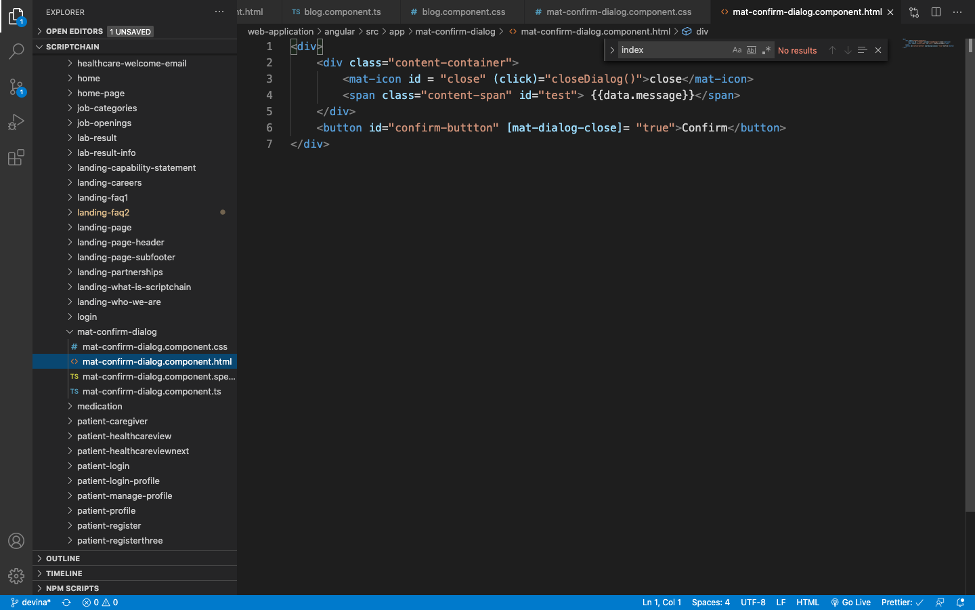 EXPLORER
OPEN EDITORS 1 UNSAVED
SCRIPTCHAIN
healthcare-welcome-email
home
home-page
job-categories
job-openings
lab-result
lab-result-info
landing-capability-statement
landing-careers
landing-faq1
landing-faq2
landing-page
landing-page-header
landing-page-subfooter
landing-partnerships
landing-what-is-scriptchain
landing-who-we-are
login
mat-confirm-dialog
# mat-confirm-dialog.component.css
<> mat-confirm-dialog.component.html
TS mat-confirm-dialog.component.spe...
TS mat-confirm-dialog.component.ts
medication
patient-caregiver
patient-healthcareview
patient-healthcareviewnext
patient-login
patient-login-profile
patient-manage-profile
patient-profile
patient-register
patient-registerthree
OUTLINE
TIMELINE
NPM SCRIPTS
1
1
nt.html
TS blog.component.ts
# blog.component.css
# mat-confirm-dialog.component.css
<> mat-confirm-dialog.component.html
web-application > angular > src > app > mat-confirm-dialog > <> mat-confirm-dialog.component.html > div
index Aa ab .* No results
1 <div>
2 <div class="content-container">
3 <mat-icon id = "close" (click)="closeDialog()">close</mat-icon>
4 <span class="content-span" id="test"> {{data.message}}</span>
5 </div>
6 <button id="confirm-buttton" [mat-dialog-close]= "true">Confirm</button>
7 </div>
devina* 0 0 Ln 1, Col 1 Spaces: 4 UTF-8 LF HTML Go Live Prettier: ✓